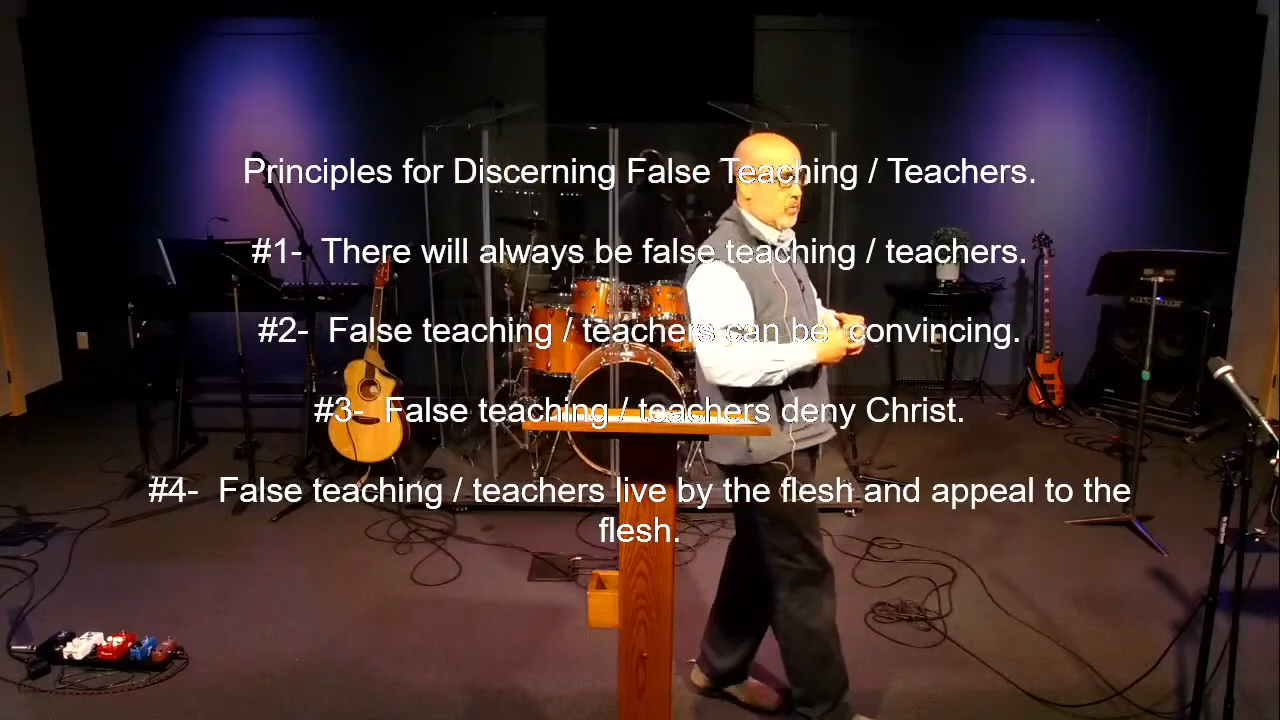 Principles for Discerning False Teaching / Teachers.
#1-  There will always be false teaching / teachers.
#2-  False teaching / teachers can be  convincing.
#3-  False teaching / teachers deny Christ.
#4-  False teaching / teachers live by the flesh and appeal to the
flesh.